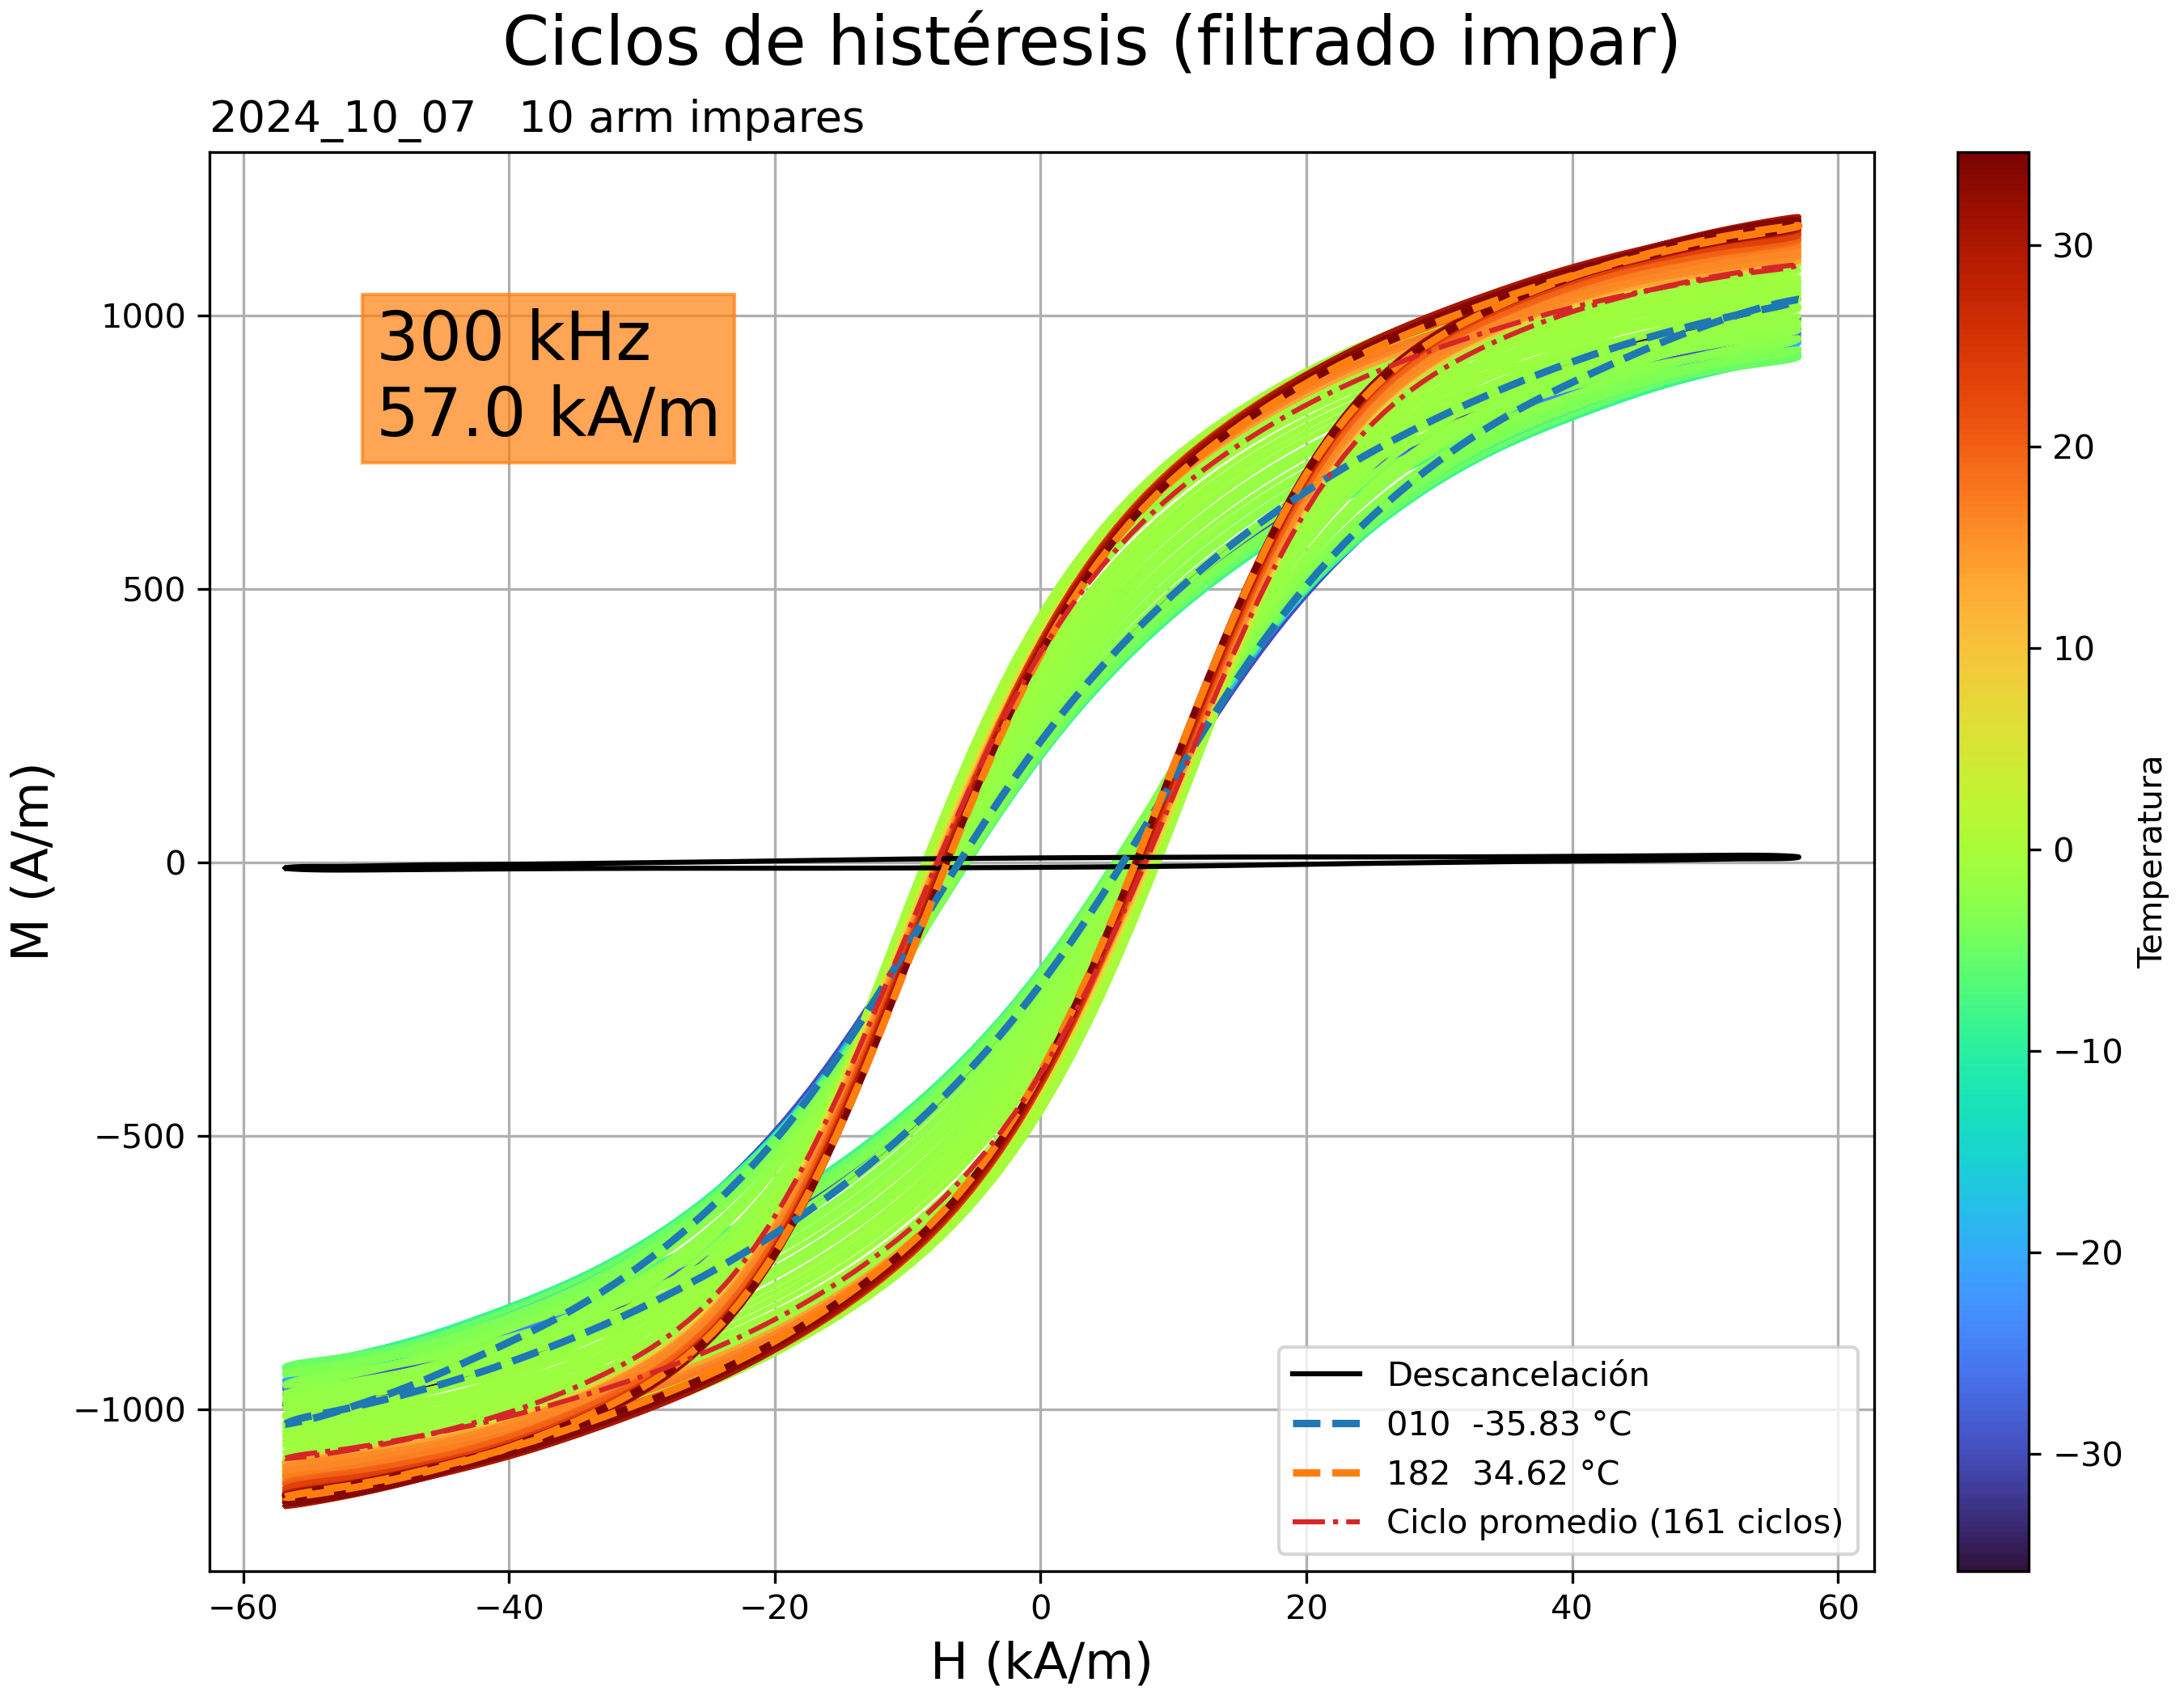 Ciclos de histéresis (filtrado impar)
2024_10_07   10 arm impares
300 kHz
57.0 kA/m
M (A/m)
1000
500
0
−500
−1000
−60
−40
−20
0
20
40
60
H (kA/m)
Descancelación
010  -35.83 °C
182  34.62 °C
Ciclo promedio (161 ciclos)
30
20
10
0
−10
−20
−30
Temperatura